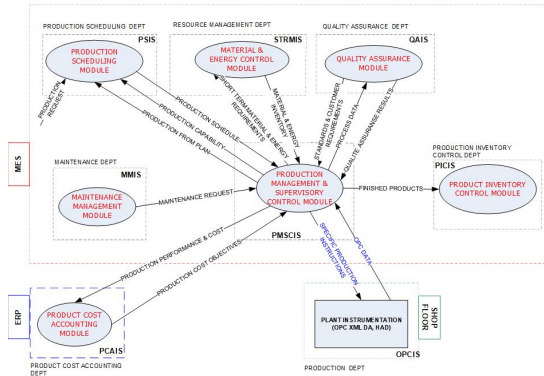 PRODUCTION SCHEDULING DEPT
PSIS
PRODUCTION
SCHEDULING
MODULE
RESOURCE MANAGEMENT DEPT
STRMIS
MATERIAL &
ENERGY CONTROL
MODULE
QUALITY ASSURANCE DEPT
QAIS
QUALITY ASSURANCE
MODULE
PRODUCTION
REQUEST
PRODUCTION SCHEDULE
PRODUCTION CAPABILITY
PRODUCTION FROM PLAN
SHORT TERM MATERIAL & ENERGY
REQUIREMENTS
MATERIAL & ENERGY
INVENTORY
STANDARDS & CUSTOMER
REQUIREMENTS
PROCESS DATA
QUALITE ASSURANSE RESULTS
MES
MAINTENANCE DEPT
MMIS
MAINTENANCE
MANAGEMENT
MODULE
MAINTENANCE REQUEST
PRODUCTION
MANAGEMENT &
SUPERVISORY
CONTROL MODULE
PMSCIS
FINISHED PRODUCTS
PRODUCTION INVENTORY
CONTROL DEPT
PICIS
PRODUCT INVENTORY
CONTROL MODULE
PRODUCTION PERFORMANCE & COST
PRODUCTION COST OBJECTIVES
SPECIFIC PRODUCTION
INSTRUCTIONS
OPC DATA
ERP
PRODUCT COST
ACCOUNTING
MODULE
PCAIS
PRODUCT COST ACCOUNTING
DEPT
PLANT INSTRUMENTATION
(OPC XML DA, HAD)
OPCIS
PRODUCTION DEPT
SHOP
FLOOR